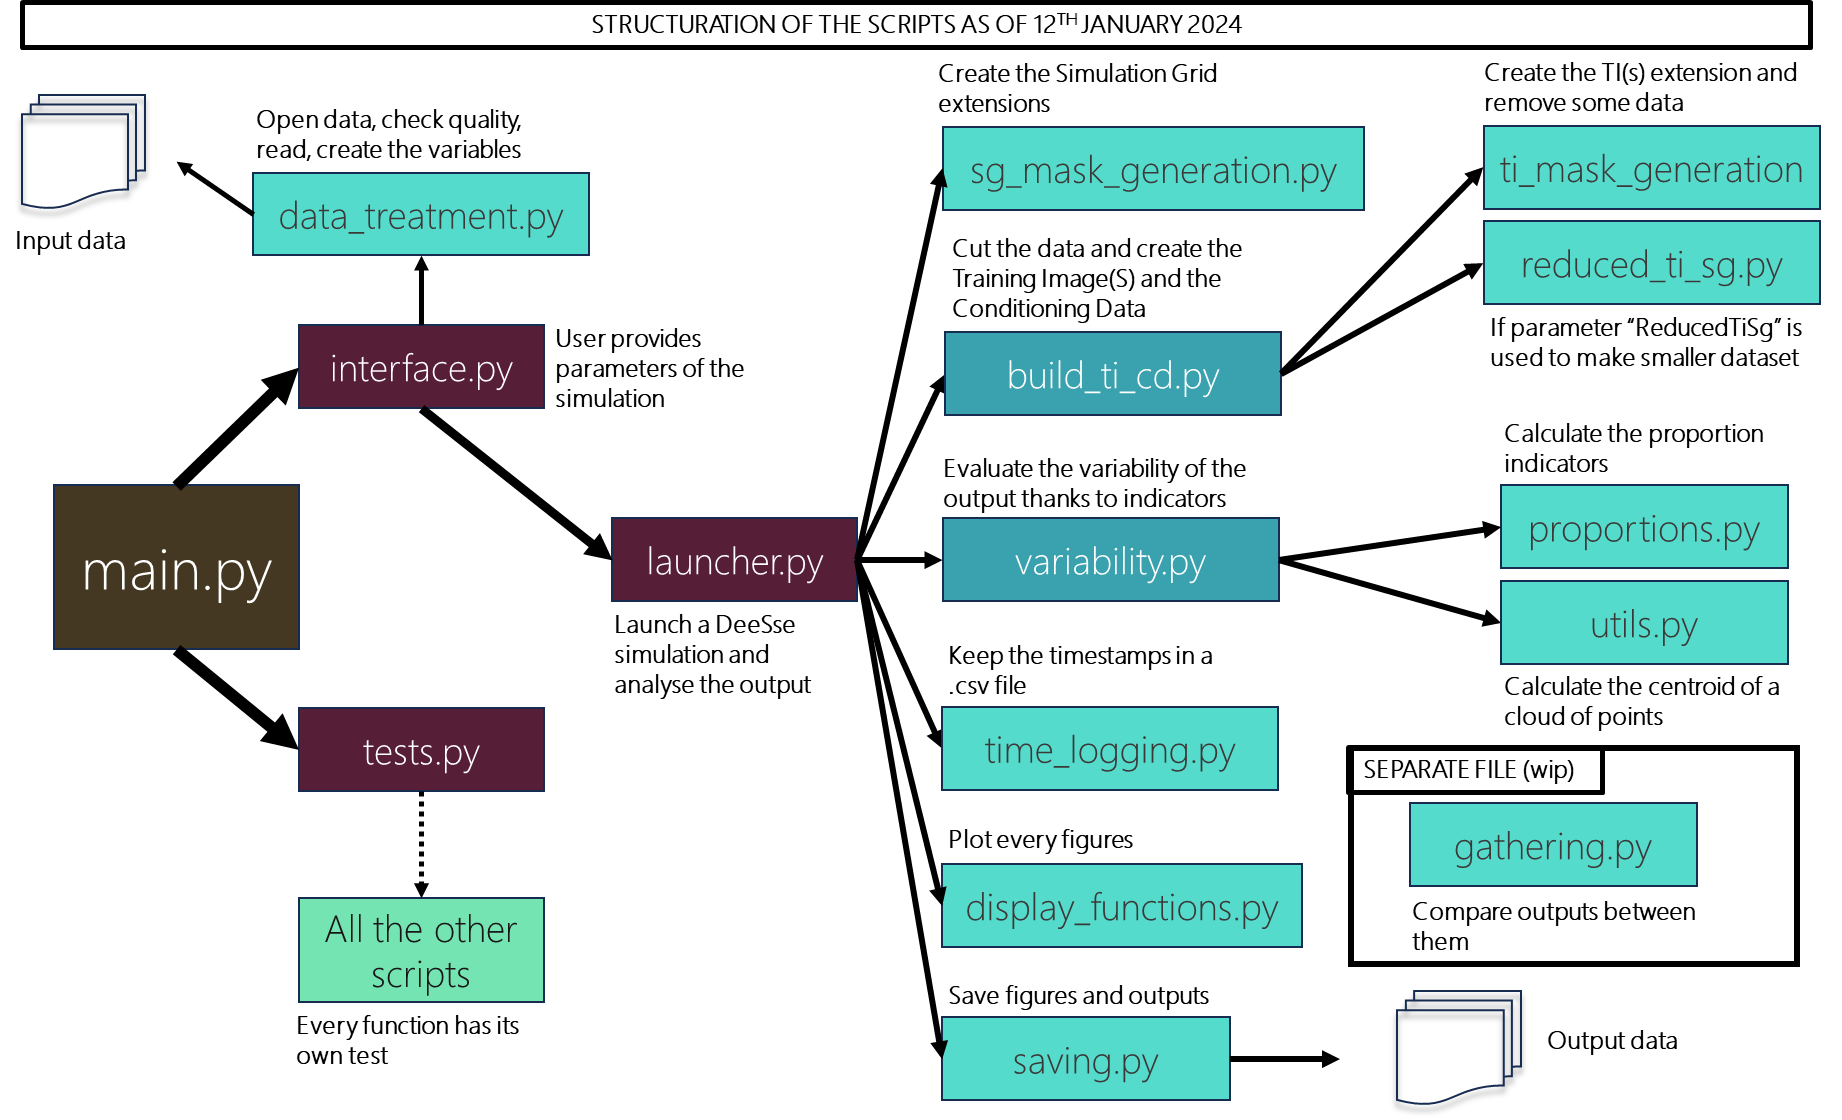 STRUCTURATION OF THE SCRIPTS AS OF 12TH JANUARY 2024
Input data
Open data, check quality,
read, create the variables
data_treatment.py
interface.py
User provides
parameters of the
simulation
main.py
tests.py
All the other
scripts
Every function has its
own test
launcher.py
Launch a DeeSse
simulation and
analyse the output
Create the Simulation Grid
extensions
sg_mask_generation.py
Cut the data and create the
Training Image(S) and the
Conditioning Data
build_ti_cd.py
Evaluate the variability of the
output thanks to indicators
variability.py
Keep the timestamps in a
.csv file
time_logging.py
Plot every figures
display_functions.py
Save figures and outputs
saving.py
Create the TI(s) extension and
remove some data
ti_mask_generation
reduced_ti_sg.py
If parameter “ReducedTiSg” is
used to make smaller dataset
Calculate the proportion
indicators
proportions.py
utils.py
Calculate the centroid of a
cloud of points
SEPARATE FILE (wip)
gathering.py
Compare outputs between
them
Output data